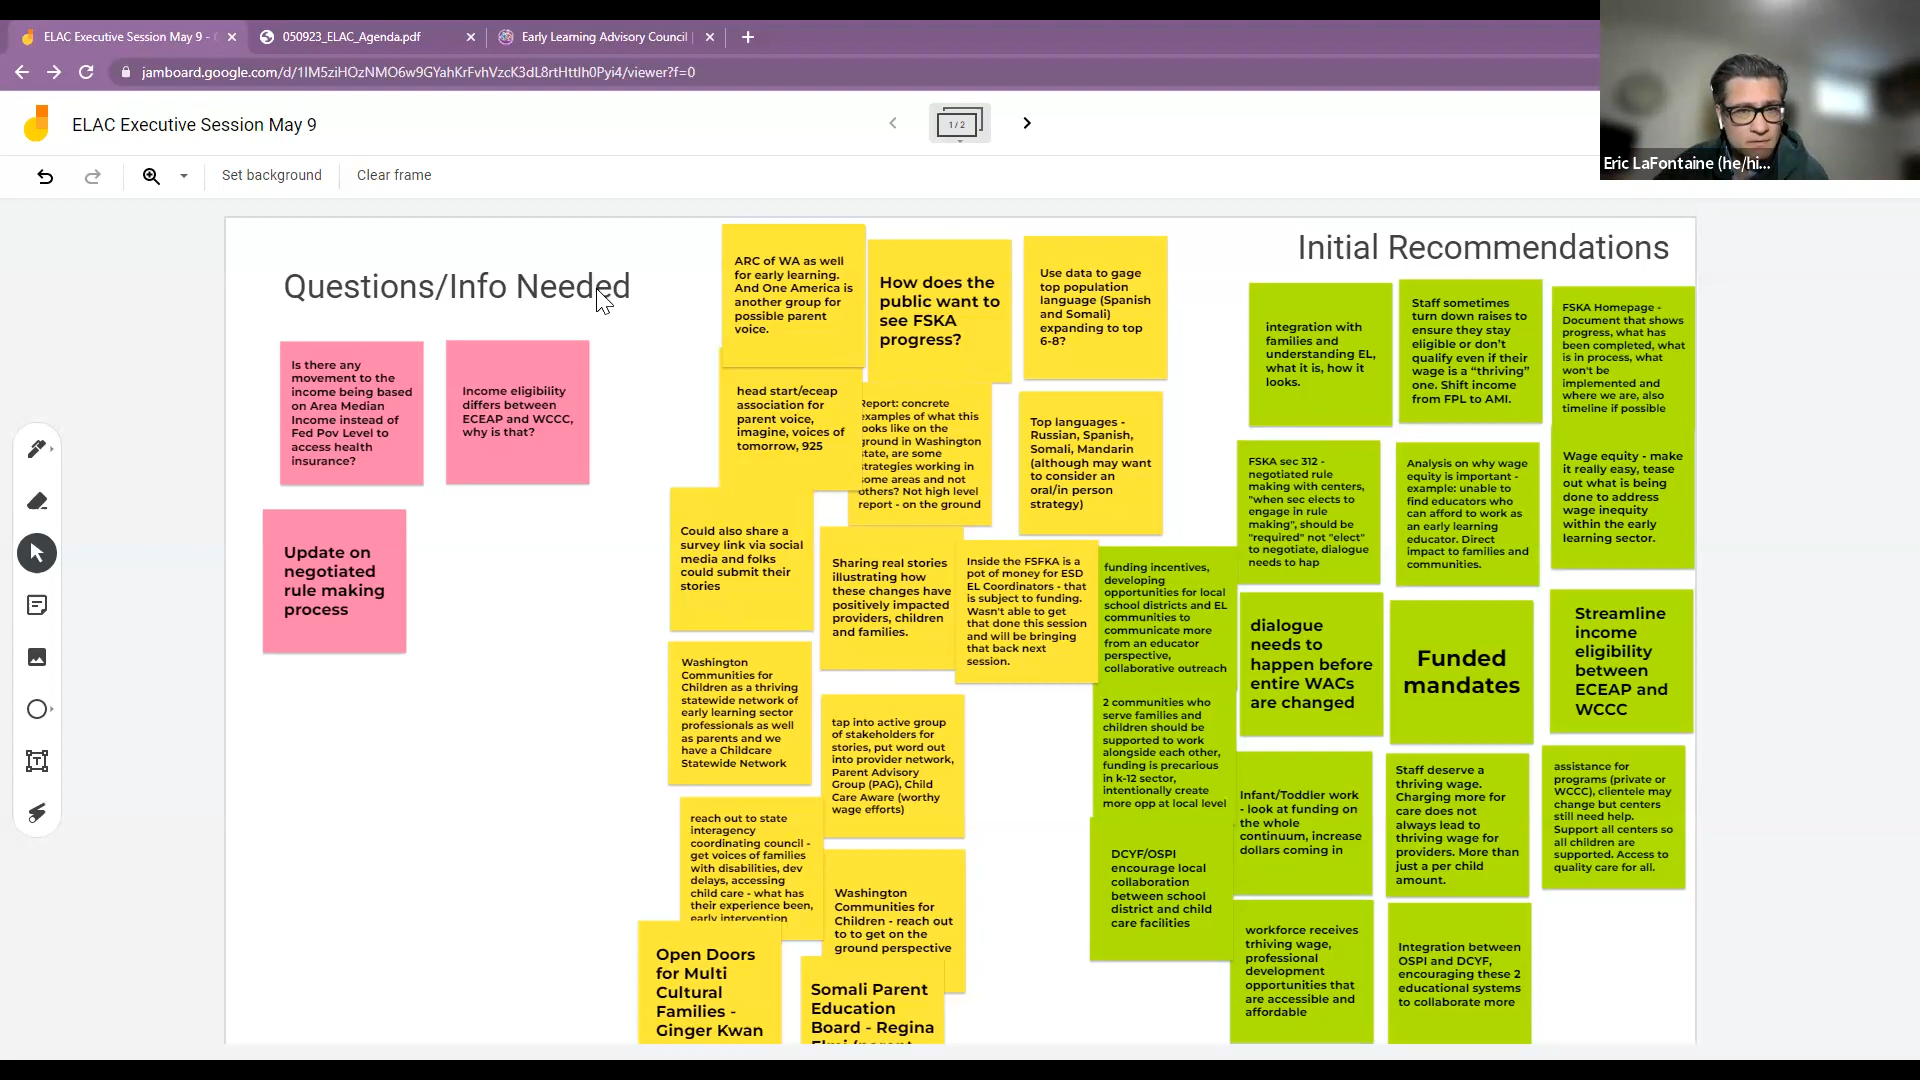 ELAC Executive Session May 9 -
050923_ELAC_Agenda.pdf
Early Learning Advisory Council
jamboard.google.com/d/1IM5ziHOzNMO6w9GYahKrFvhVzcK3dL8rtHttIh0Pyi4/viewer?f=0
ELAC Executive Session May 9
1 / 2
Eric LaFontaine (he/hi...
Set background
Clear frame
Questions/Info Needed
Is there any
movement to the
income being based
on Area Median
Income instead of
Fed Pov Level to
access health
insurance?
Income eligibility
differs between
ECEAP and WCCC,
why is that?
Update on
negotiated
rule making
process
ARC of WA as well
for early learning.
And One America is
another group for
possible parent
voice.
How does the
public want to
see FSKA
progress?
Use data to gage
top population
language (Spanish
and Somali)
expanding to top
6-8?
head start/eceap
association for
parent voice,
imagine, voices of
tomorrow, 925
Report: concrete
examples of what this
looks like on the
ground in Washington
state, are some
strategies working in
some areas and not
others? Not high level
report - on the ground
Top languages -
Russian, Spanish,
Somali, Mandarin
(although may want
to consider an
oral/in person
strategy)
Could also share a
survey link via social
media and folks
could submit their
stories
Sharing real stories
illustrating how
these changes have
positively impacted
providers, children
and families.
Inside the FSFKA is a
pot of money for ESD
EL Coordinators - that
is subject to funding.
Wasn't able to get
that done this session
and will be bringing
that back next
session.
Washington
Communities for
Children as a thriving
statewide network of
early learning sector
professionals as well
as parents and we
have a Childcare
Statewide Network
tap into active group
of stakeholders for
stories, put word out
into provider network,
Parent Advisory
Group (PAG), Child
Care Aware (worthy
wage efforts)
reach out to state
interagency
coordinating council -
get voices of families
with disabilities, dev
delays, accessing
child care - what has
their experience been,
early intervention
Washington
Communities for
Children - reach out
to to get on the
ground perspective
Open Doors
for Multi
Cultural
Families -
Ginger Kwan
Somali Parent
Education
Board - Regina
Elmi (parent
Initial Recommendations
integration with
families and
understanding EL,
what it is, how it
looks.
Staff sometimes
turn down raises to
ensure they stay
eligible or don't
qualify even if their
wage is a "thriving"
one. Shift income
from FPL to AMI.
FSKA Homepage -
Document that shows
progress, what has
been completed, what
is in process, what
won't be
implemented and
where we are, also
timeline if possible
FSKA sec 312 -
negotiated rule
making with centers,
"when sec elects to
engage in rule
making", should be
"required" not "elect"
to negotiate, dialogue
needs to hap
Analysis on why wage
equity is important -
example: unable to
find educators who
can afford to work as
an early learning
educator. Direct
impact to families and
communities.
Wage equity - make
it really easy, tease
out what is being
done to address
wage inequity
within the early
learning sector.
funding incentives,
developing
opportunities for local
school districts and EL
communities to
communicate more
from an educator
perspective,
collaborative outreach
dialogue
needs to
happen before
entire WACs
are changed
Funded
mandates
Streamline
income
eligibility
between
ECEAP and
WCCC
2 communities who
serve families and
children should be
supported to work
alongside each other,
funding is precarious
in k-12 sector,
intentionally create
more opp at local level
Infant/Toddler work
- look at funding on
the whole
continuum, increase
dollars coming in
Staff deserve a
thriving wage.
Charging more for
care does not
always lead to
thriving wage for
providers. More than
just a per child
amount.
assistance for
programs (private or
WCCC), clientele may
change but centers
still need help.
Support all centers so
all children are
supported. Access to
quality care for all.
DCYF/OSPI
encourage local
collaboration
between school
district and child
care facilities
workforce receives
trhiving wage,
professional
development
opportunities that
are accessible and
affordable
Integration between
OSPI and DCYF,
encouraging these 2
educational systems
to collaborate more